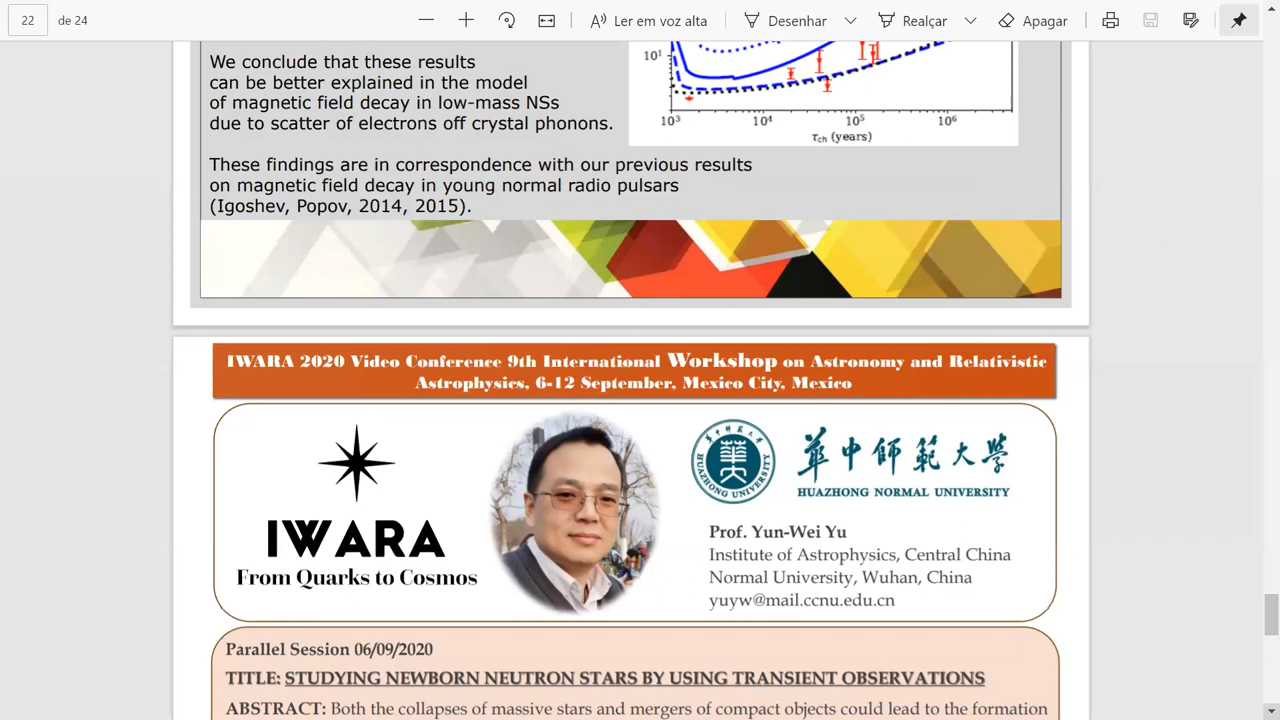 22 de 24 Ler em voz alta Desenhar Realçar Apagar
We conclude that these results
can be better explained in the model
of magnetic field decay in low-mass NSs
due to scatter of electrons off crystal phonons.
10¹
10³ 10⁴ 10⁵ 10⁶
τch (years)
These findings are in correspondence with our previous results
on magnetic field decay in young normal radio pulsars
(Igoshev, Popov, 2014, 2015).
IWARA 2020 Video Conference 9th International Workshop on Astronomy and Relativistic
Astrophysics, 6-12 September, Mexico City, Mexico
IWARA
From Quarks to Cosmos
華中師範大学
HUAZHONG NORMAL UNIVERSITY
HUAZHONG UNIVERSITY
Prof. Yun-Wei Yu
Institute of Astrophysics, Central China
Normal University, Wuhan, China
yuyw@mail.ccnu.edu.cn
Parallel Session 06/09/2020
TITLE: STUDYING NEWBORN NEUTRON STARS BY USING TRANSIENT OBSERVATIONS
ABSTRACT: Both the collapses of massive stars and mergers of compact objects could lead to the formation